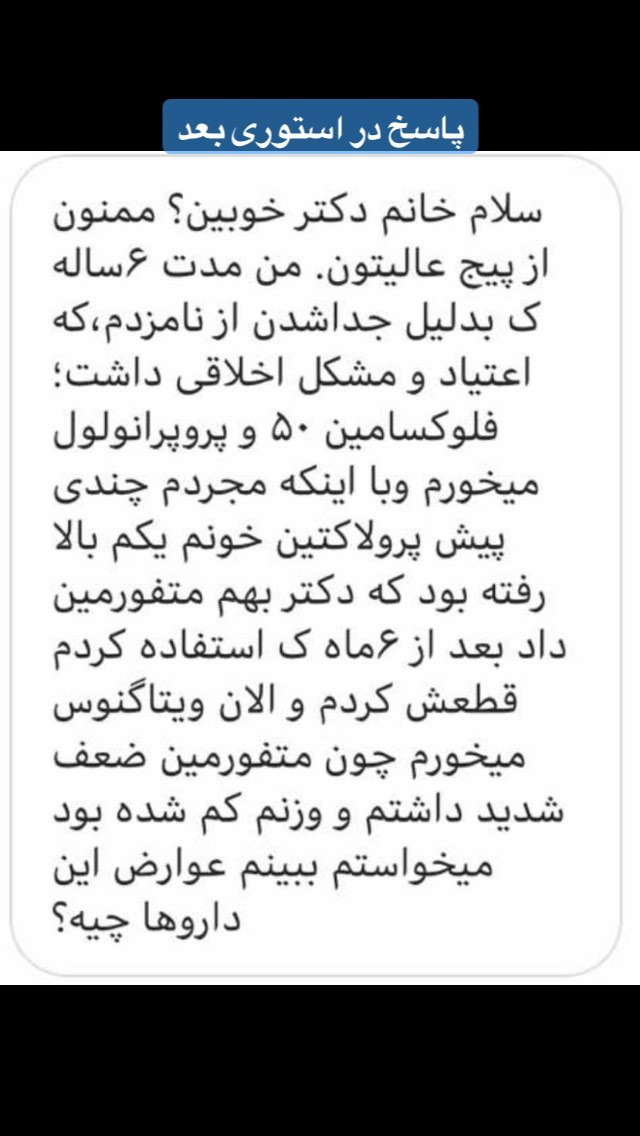 پاسخ در استوری بعد
سلام خانم دکتر خوبین؟ ممنون
از پیج عالیتون. من مدت ۶ساله
ک بدلیل جداشدن از نامزدم،که
اعتیاد و مشکل اخلاقی داشت؛
فلوکسامین ۵۰ و پروپرانولول
میخورم وبا اینکه مجردم چندی
پیش پرولاکتین خونم یکم بالا
رفته بود که دکتر بهم متفورمین
داد بعد از ۶ماه ک استفاده کردم
قطعش کردم و الان ویتاگنوس
میخورم چون متفورمین ضعف
شدید داشتم و وزنم کم شده بود
میخواستم ببینم عوارض این
داروها چیه؟